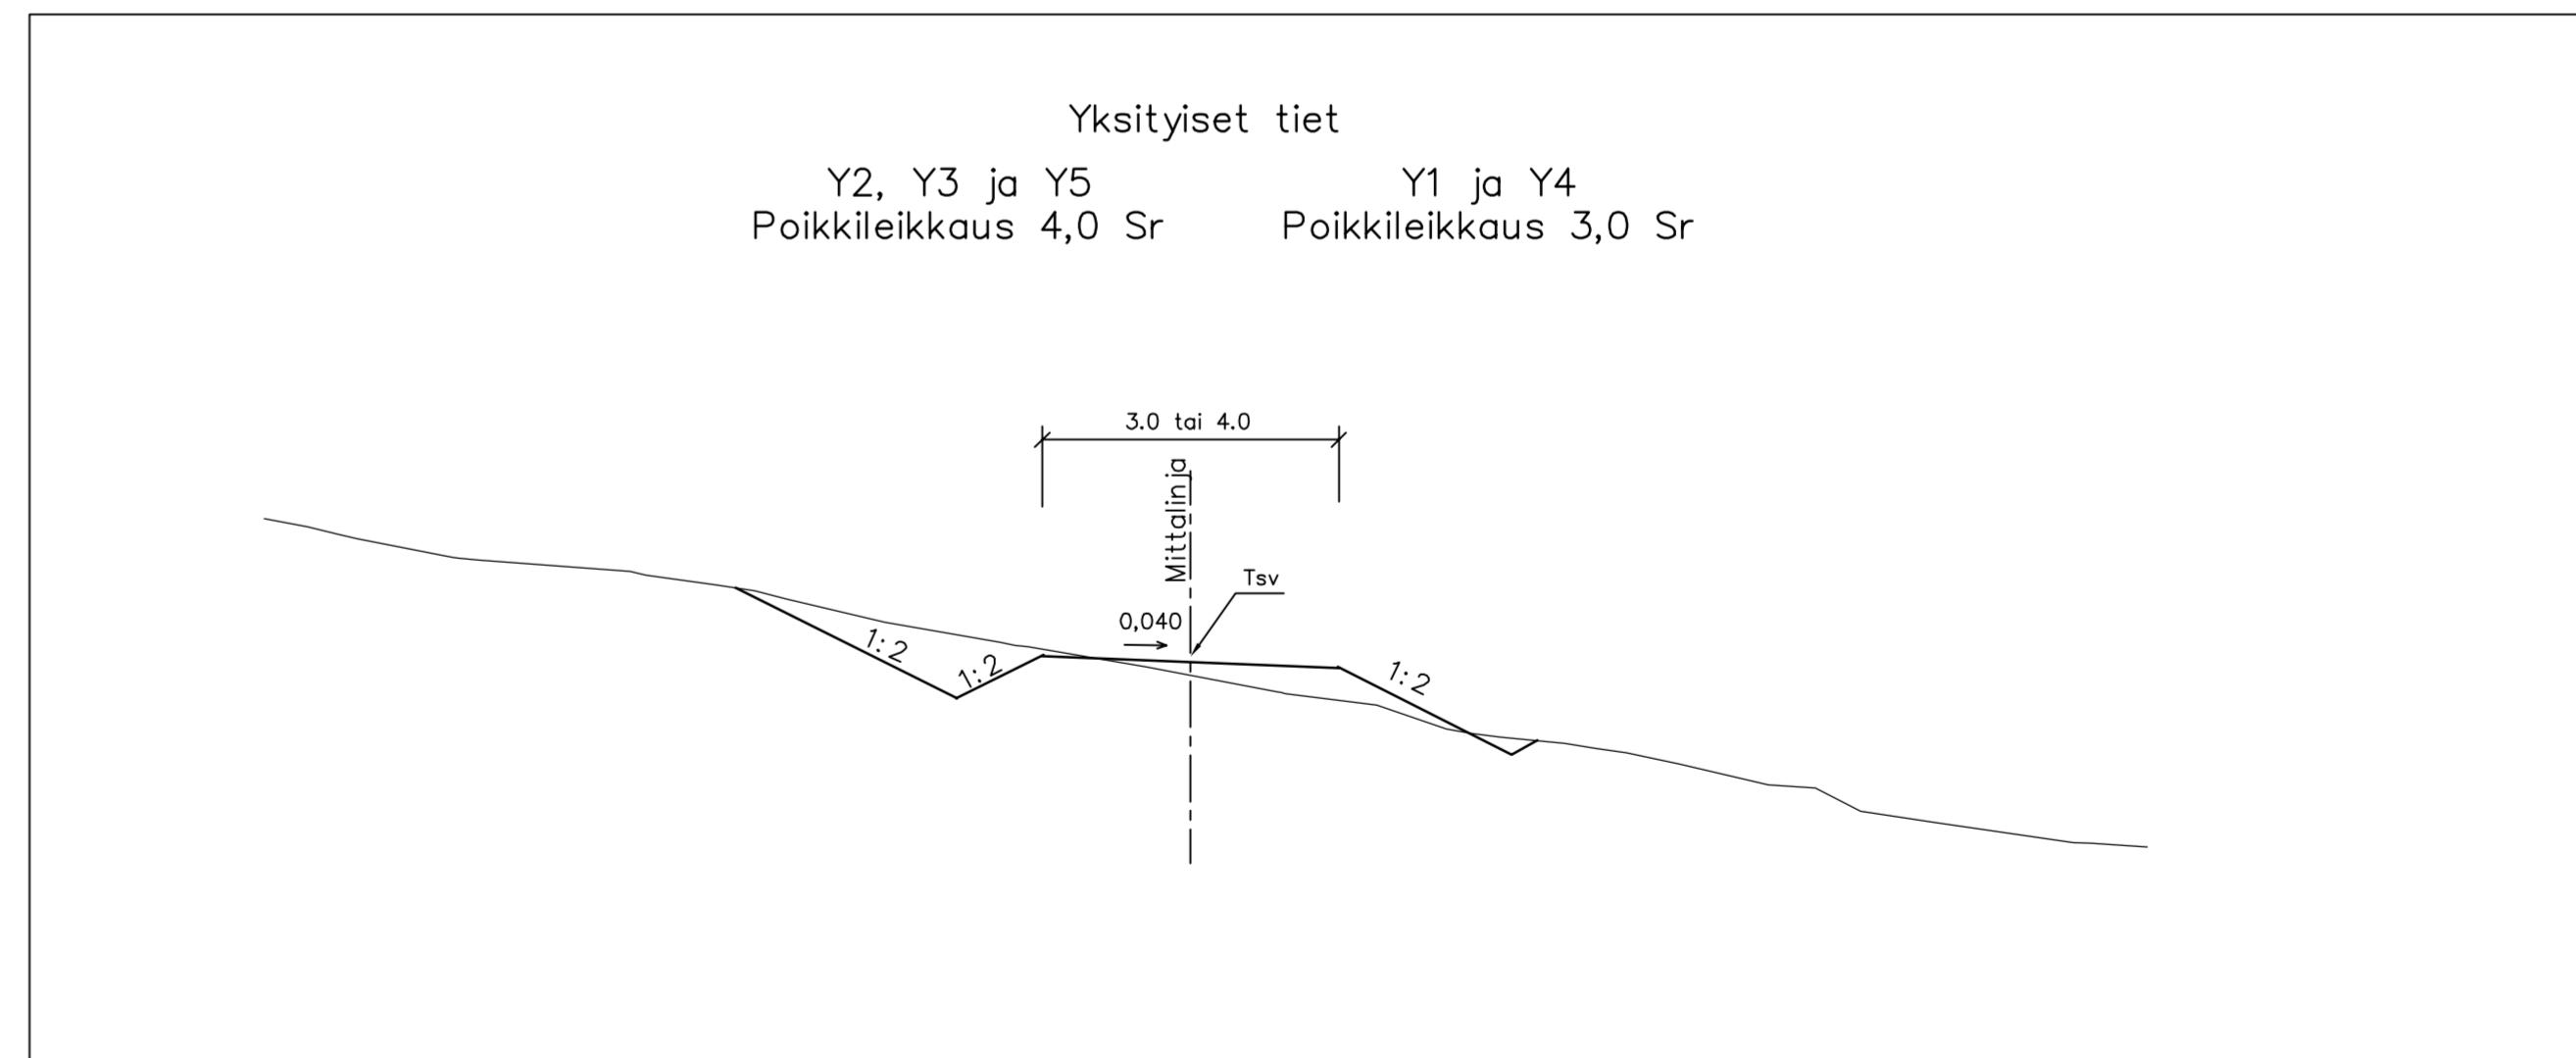 Yksityiset tiet
Y2, Y3 ja Y5
Poikkileikkaus 4,0 Sr
Y1 ja Y4
Poikkileikkaus 3,0 Sr
3.0 tai 4.0
Mittalinja
Tsv
0,040
1:2
1:2
1:2